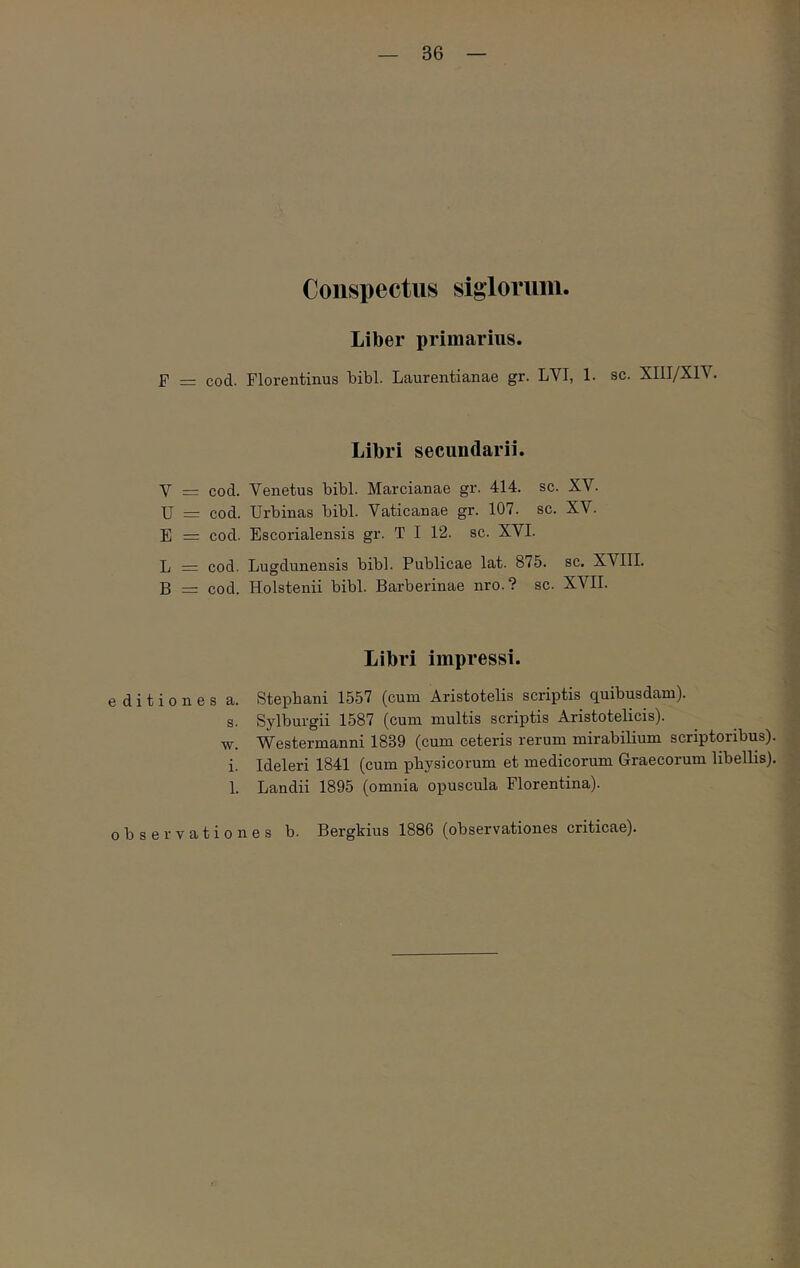 — 36 —
Conspectus siglorum.
Liber primarius.
F = cod. Florentinus bibl. Laurentianae gr. LVI, 1. sc. XIII/XIV.
Libri secundarii.
V = cod. Venetus bibl. Marcianae gr. 414. sc. XV.
U = cod. Urbinas bibl. Vaticanae gr. 107. sc. XV.
E = cod. Escorialensis gr. T I 12. sc. XVI.
L = cod. Lugdunensis bibl. Publicae lat. 875. sc. XVIII.
B = cod. Holstenii bibl. Barberinae nro. ? sc. XVII.
Libri impressi.
editiones a. Stephani 1557 (cum Aristotelis scriptis quibusdam).
s. Sylburgii 1587 (cum multis scriptis Aristotelicis).
w. Westermanni 1839 (cum ceteris rerum mirabilium scriptoribus).
i. Ideleri 1841 (cum physicorum et medicorum Graecorum libellis).
l. Landii 1895 (omnia opuscula Florentina).
observationes b. Bergkius 1886 (observationes criticae).